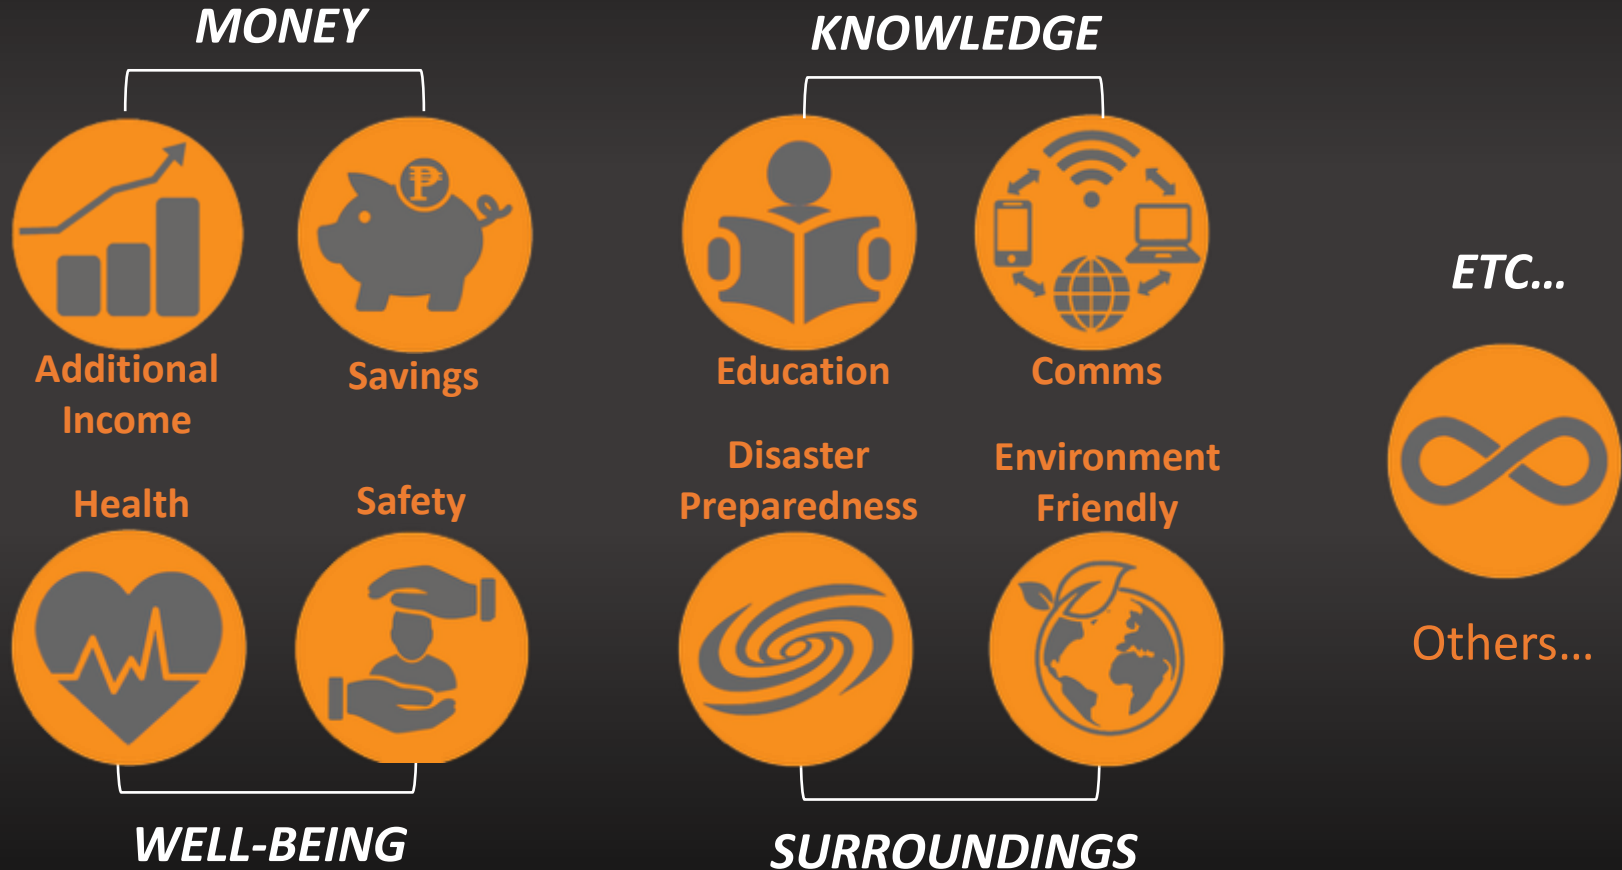 MONEY
KNOWLEDGE
₱
Additional
Income
Savings
Education
Comms
ETC...
Health
Safety
Disaster
Preparedness
Environment
Friendly
Others...
WELL-BEING
SURROUNDINGS